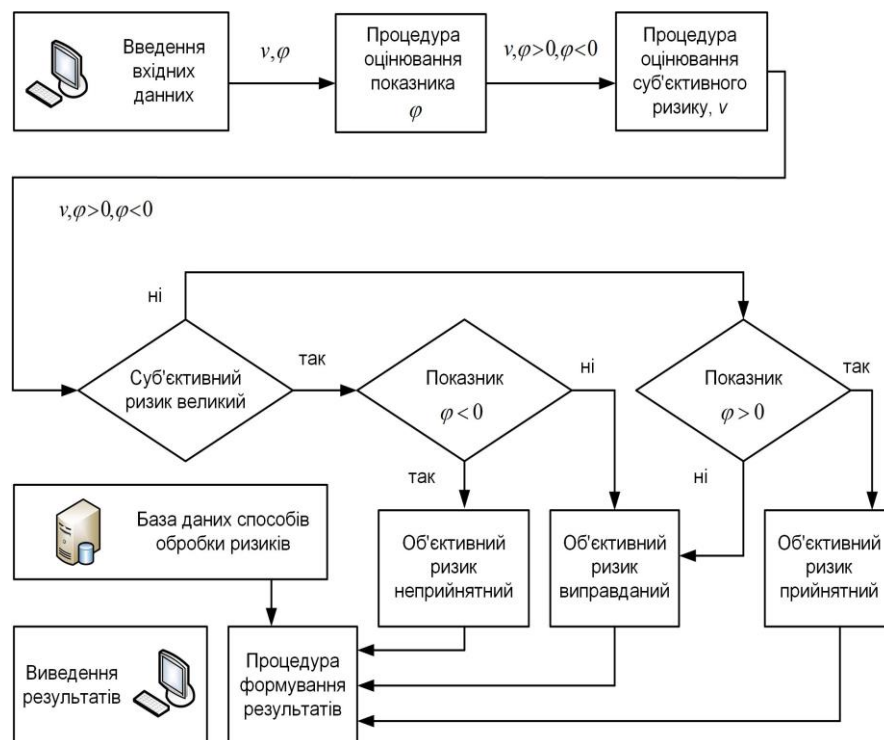 Введення
вхідних
данних
v,φ
Процедура
оцінювання
показника
φ
v,φ>0,φ<0
Процедура
оцінювання
суб'єктивного
ризику, v
v,φ>0,φ<0
ні
Суб'єктивний
ризик великий
так
Показник
φ<0
ні
так
Показник
φ>0
так
ні
База даних способів
обробки ризиків
Об'єктивний
ризик
неприйнятний
Об'єктивний
ризик
виправданий
Об'єктивний
ризик
прийнятний
Виведення
результатів
Процедура
формування
результатів